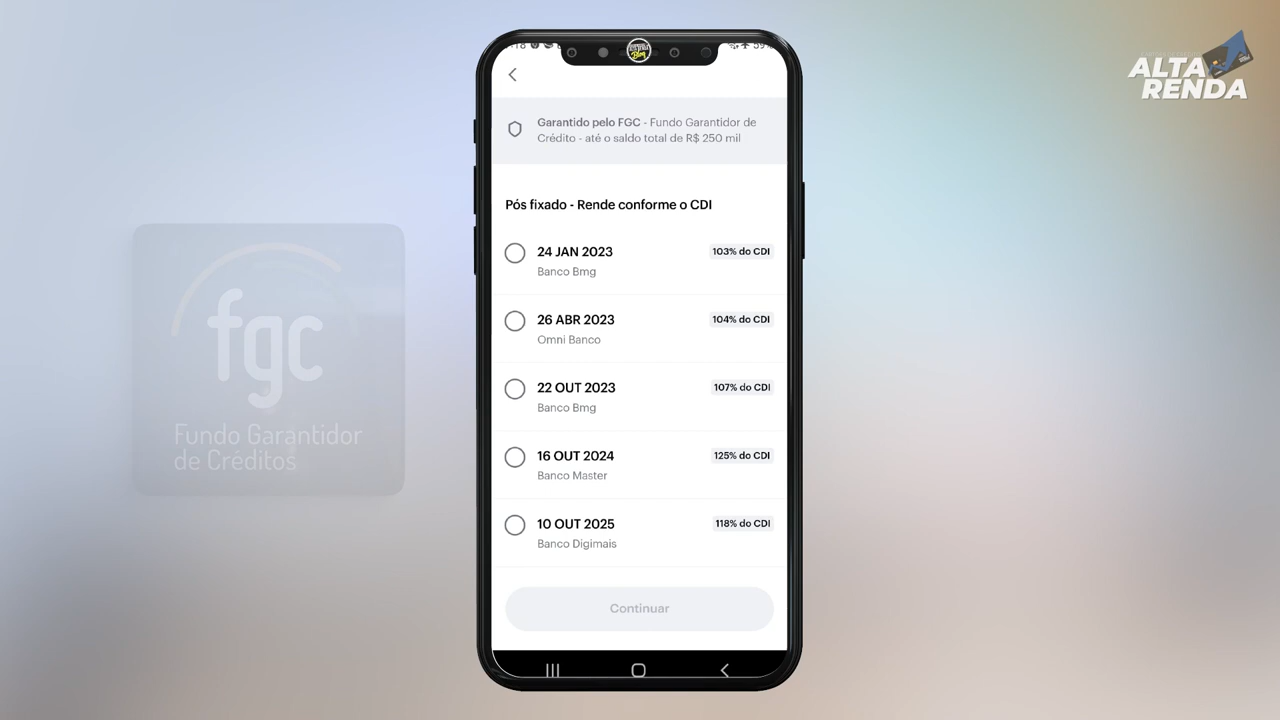 ALTA
RENDA
Garantido pelo FGC - Fundo Garantidor de
Crédito - até o saldo total de R$ 250 mil
Pós fixado - Rende conforme o CDI
24 JAN 2023
103% do CDI
Banco Bmg
26 ABR 2023
104% do CDI
Omni Banco
22 OUT 2023
107% do CDI
Banco Bmg
16 OUT 2024
125% do CDI
Banco Master
10 OUT 2025
118% do CDI
Banco Digimais
Continuar
fgc
Fundo Garantidor
de Créditos